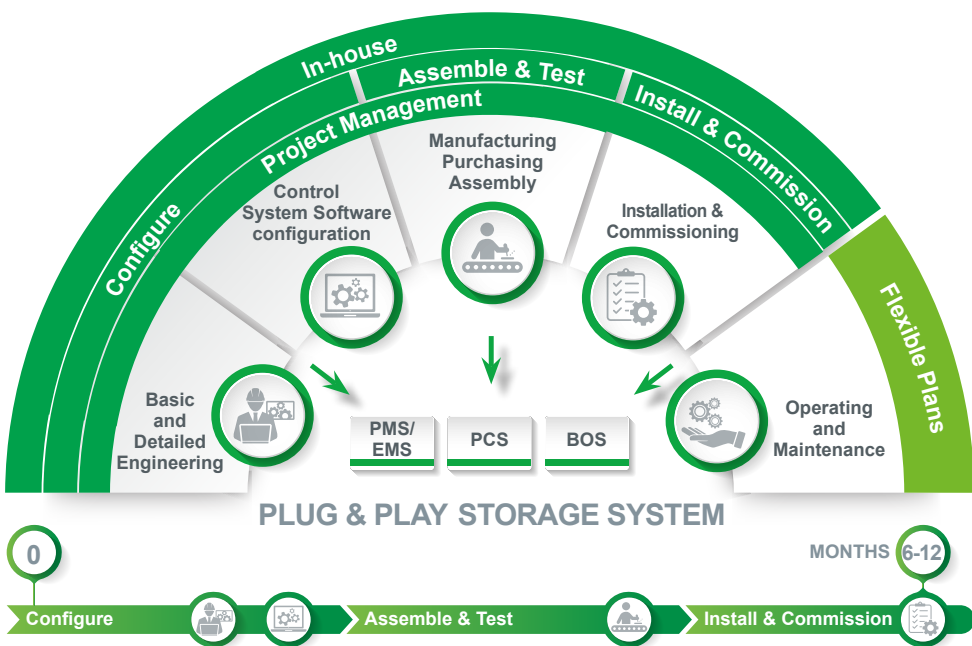 In-house
Configure
Assemble & Test
Install & Commission
Project Management
Flexible Plans
Basic
and
Detailed
Engineering
Control
System Software
configuration
Manufacturing
Purchasing
Assembly
Installation &
Commissioning
Operating
and
Maintenance
PMS/
EMS
PCS
BOS
PLUG & PLAY STORAGE SYSTEM
0
MONTHS 6-12
Configure
Assemble & Test
Install & Commission